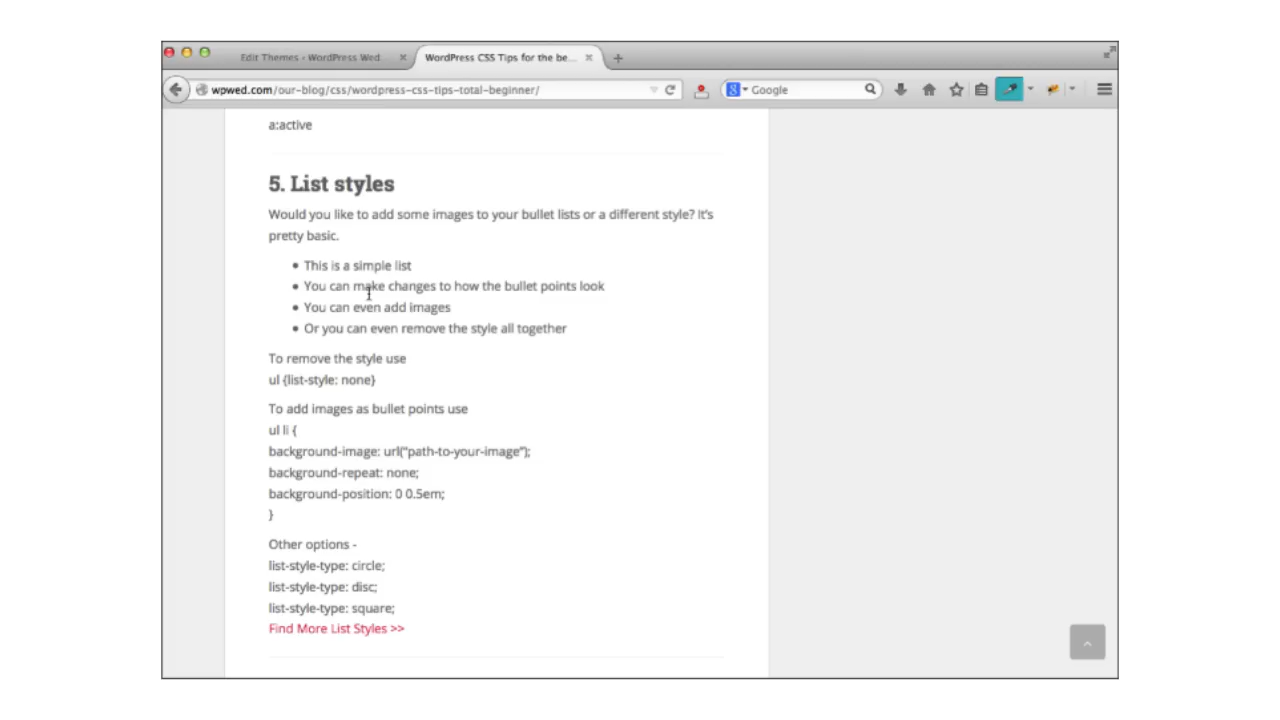 Edit Themes ‹ WordPress Wed
WordPress CSS Tips for the be...
wpwed.com/our-blog/css/wordpress-css-tips-total-beginner/
Google
a:active
5. List styles
Would you like to add some images to your bullet lists or a different style? It's
pretty basic.
This is a simple list
You can make changes to how the bullet points look
You can even add images
Or you can even remove the style all together
To remove the style use
ul {list-style: none}
To add images as bullet points use
ul li {
background-image: url("path-to-your-image");
background-repeat: none;
background-position: 0 0.5em;
}
Other options -
list-style-type: circle;
list-style-type: disc;
list-style-type: square;
Find More List Styles >>